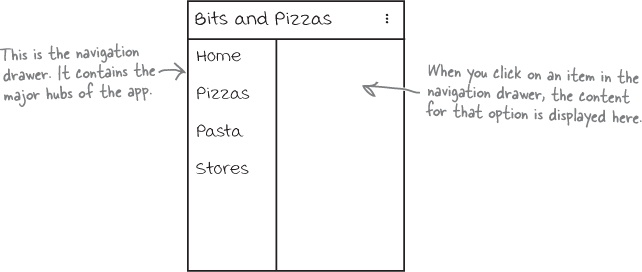 Bits and Pizzas
This is the navigation
drawer. It contains the
major hubs of the app.
Home
Pizzas
Pasta
Stores
When you click on an item in the
navigation drawer, the content
for that option is displayed here.